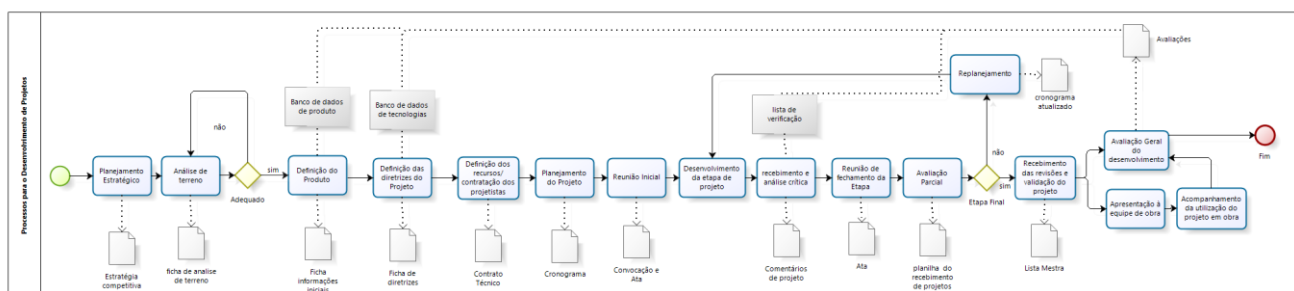 Processos para o Desenvolvimento de Projetos
Planejamento
Estratégico
Estratégia
competitiva
Análise de
terreno
ficha de analise
de terreno
não
Adequado
sim
Banco de dados
de produto
Definição do
Produto
Ficha
informações
iniciais
Banco de dados
de tecnologias
Definição das
diretrizes do
Projeto
Ficha de
diretrizes
Definição dos
recursos/
contratação dos
projetistas
Contrato
Técnico
Planejamento
do Projeto
Cronograma
Reunião Inicial
Convocação e
Ata
Desenvolvimento
da etapa de
projeto
lista de
verificação
recebimento e
análise crítica
Comentários
de projeto
Reunião de
fechamento da
Etapa
Ata
Avaliação
Parcial
planilha do
recebimento
de projetos
Replanejamento
cronograma
atualizado
não
Etapa Final
sim
Recebimento
das revisões e
validação do
projeto
Lista Mestra
Avaliações
Avaliação Geral
do
desenvolvimento
Apresentação à
equipe de obra
Acompanhamento
da utilização do
projeto em obra
Fim